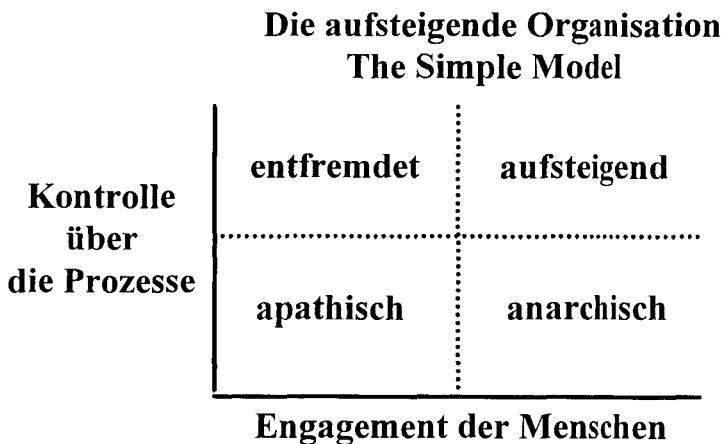 Die aufsteigende Organisation
The Simple Model
entfremdet
aufsteigend
Kontrolle
über
die Prozesse
apathisch
anarchisch
Engagement der Menschen